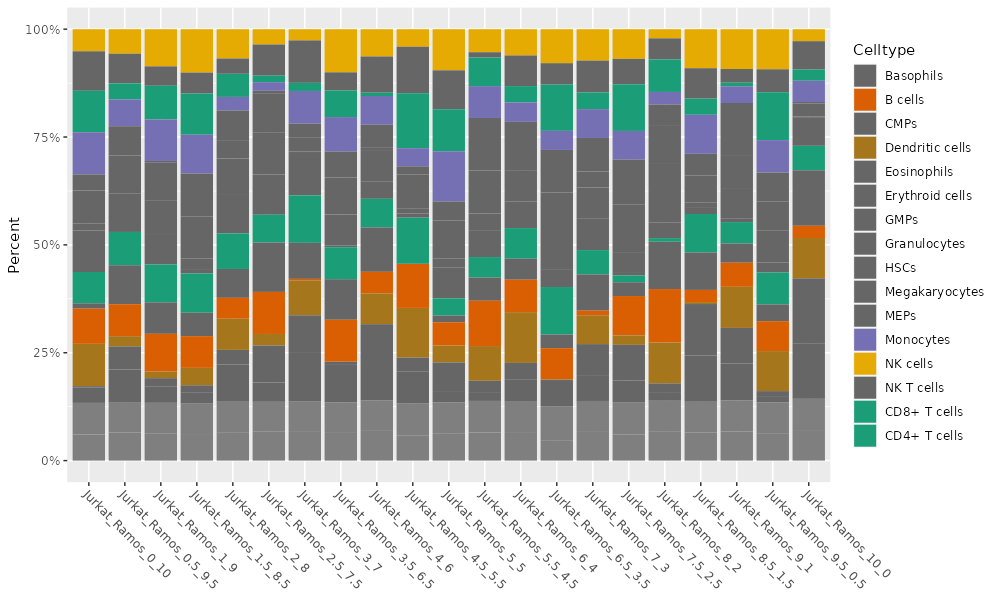 100%
75%
50%
25%
0%
Percent
Jurkat_Ramos_0_10
Jurkat_Ramos_0.5_9.5
Jurkat_Ramos_1_9
Jurkat_Ramos_1.5_8.5
Jurkat_Ramos_2_8
Jurkat_Ramos_2.5_7.5
Jurkat_Ramos_3_7
Jurkat_Ramos_3.5_6.5
Jurkat_Ramos_4_6
Jurkat_Ramos_4.5_5.5
Jurkat_Ramos_5_5
Jurkat_Ramos_5.5_4.5
Jurkat_Ramos_6_4
Jurkat_Ramos_6.5_3.5
Jurkat_Ramos_7_3
Jurkat_Ramos_7.5_2.5
Jurkat_Ramos_8_2
Jurkat_Ramos_8.5_1.5
Jurkat_Ramos_9_1
Jurkat_Ramos_9.5_0.5
Jurkat_Ramos_10_0
Celltype
Basophils
B cells
CMPs
Dendritic cells
Eosinophils
Erythroid cells
GMPs
Granulocytes
HSCs
Megakaryocytes
MEPs
Monocytes
NK cells
NK T cells
CD8+ T cells
CD4+ T cells